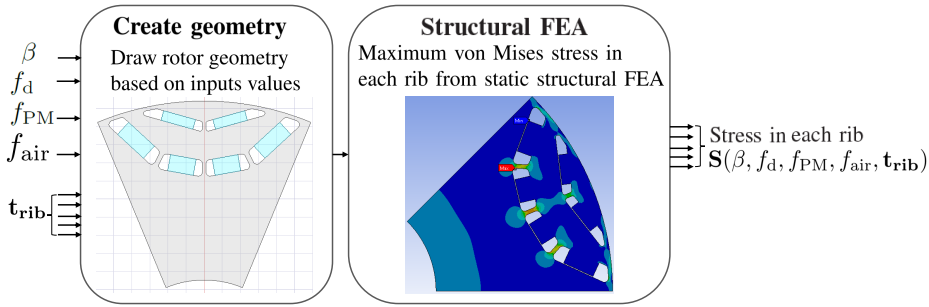 β
f_d
f_PM
f_air
t_rib
Create geometry
Draw rotor geometry
based on inputs values
Structural FEA
Maximum von Mises stress in
each rib from static structural FEA
Min
Stress in each rib
S(β, f_d, f_PM, f_air, t_rib)